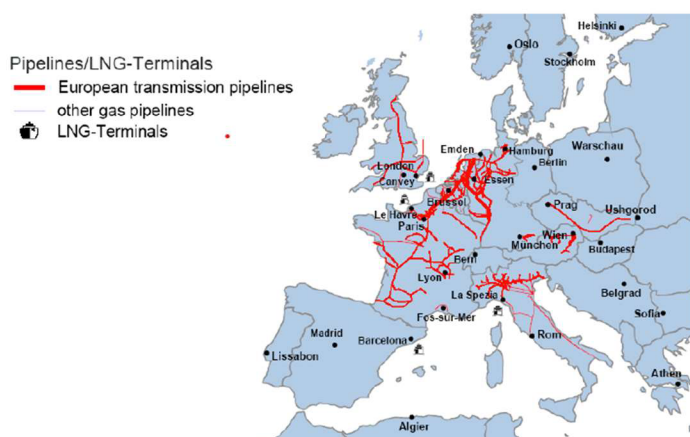 Pipelines/LNG-Terminals
European transmission pipelines
other gas pipelines
LNG-Terminals
Helsinki
Oslo
Stockholm
Emden
Hamburg
Warschau
Berlin
London
Canvey
Essen
Brüssel
Le Havre
Paris
Prag
Ushgorod
Wien
München
Budapest
Bern
Lyon
La Spezia
Belgrad
Fos-sur-Mer
Sofia
Madrid
Barcelona
Rom
Lissabon
Athen
Algier